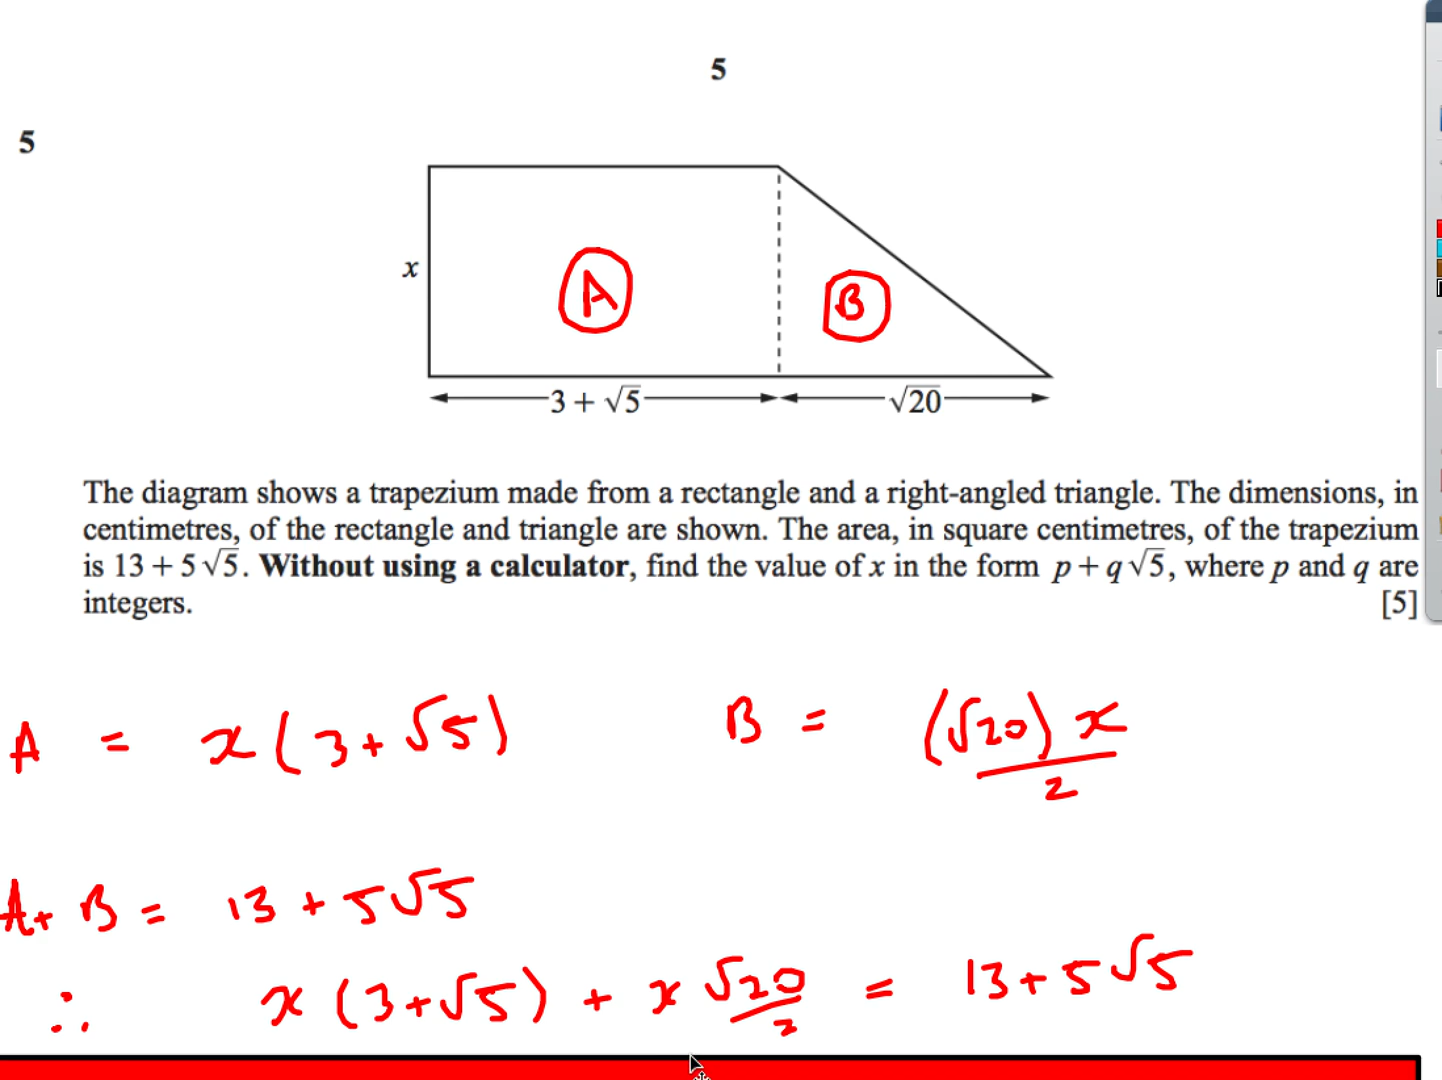 5
5
A
B
x
3 + √5
√20
The diagram shows a trapezium made from a rectangle and a right-angled triangle. The dimensions, in
centimetres, of the rectangle and triangle are shown. The area, in square centimetres, of the trapezium
is 13 + 5√5. Without using a calculator, find the value of x in the form p + q√5, where p and q are
integers. [5]
A = x(3+√5) B = (√20)x/2
A+B = 13+5√5
∴ x(3+√5) + x√20/2 = 13+5√5